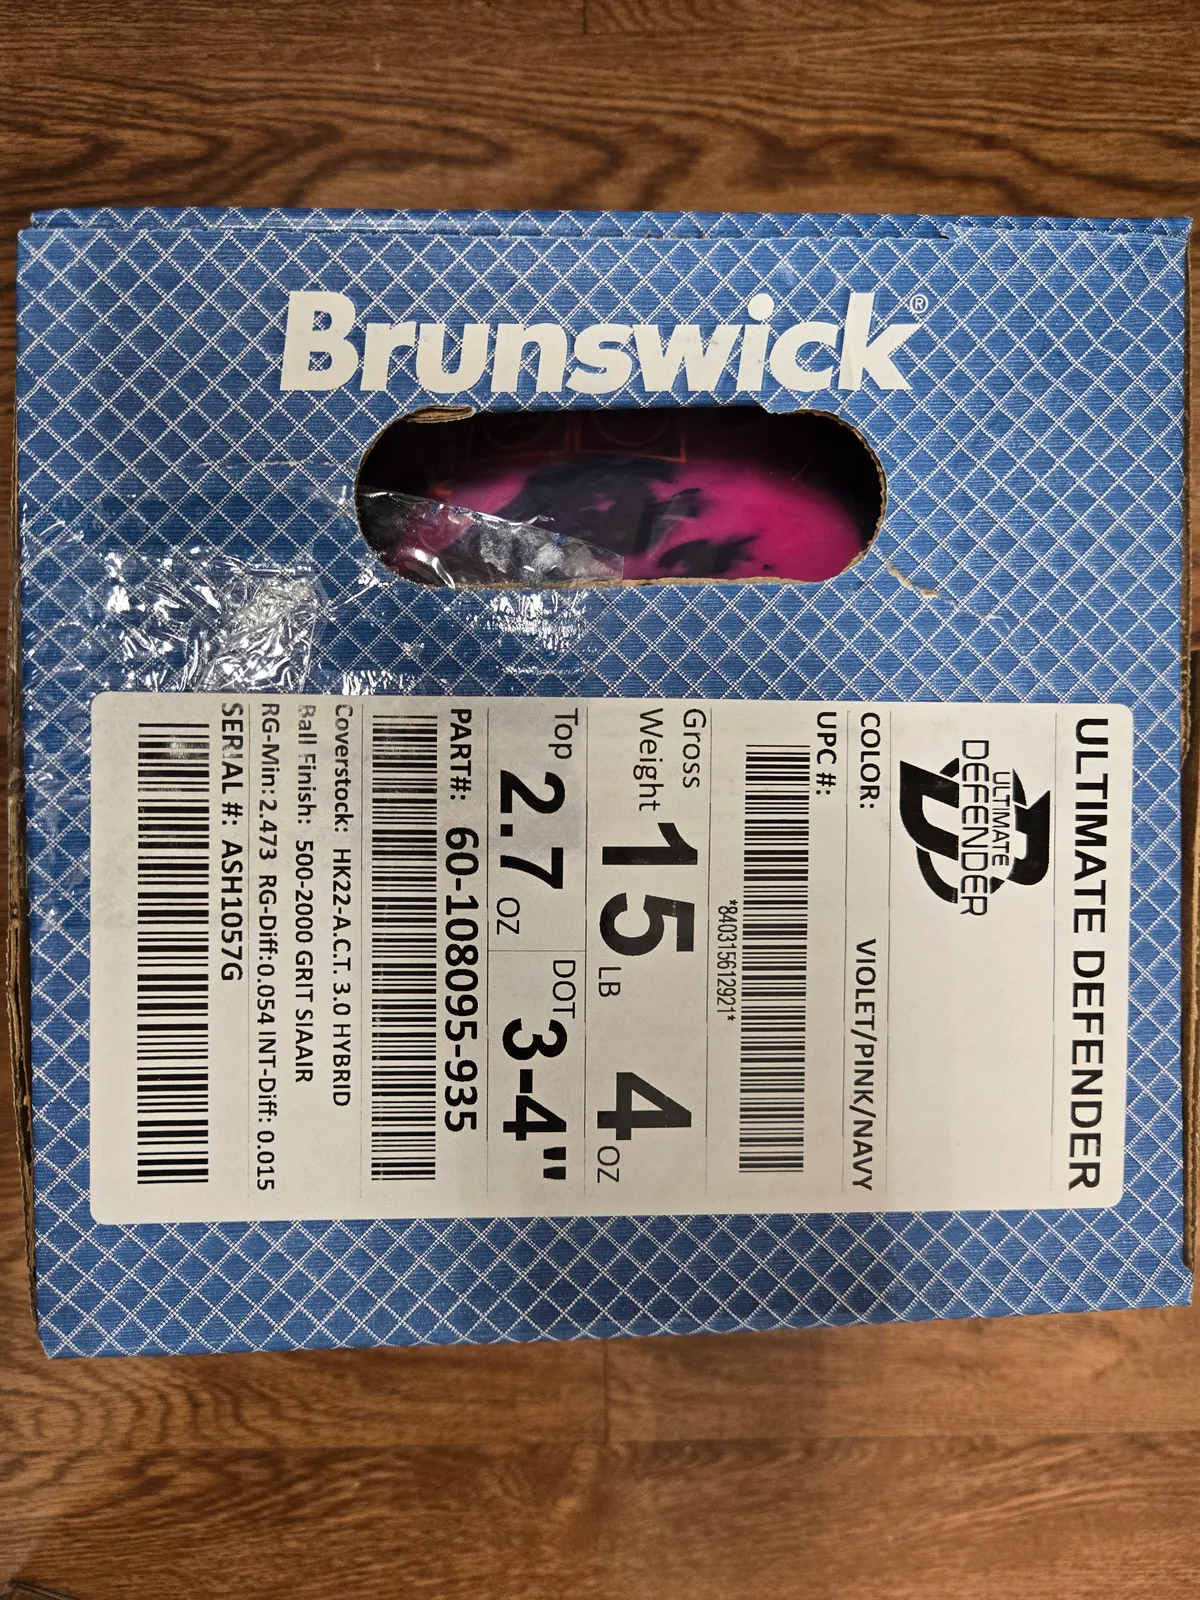 Brunswick®
ULTIMATE DEFENDER
ULTIMATE
DEFENDER
COLOR: VIOLET/PINK/NAVY
UPC #:
*840315612921*
Gross
Weight 15 LB 4 OZ
Top 2.7 OZ DOT 3-4"
PART#: 60-108095-935
Coverstock: HK22-A.C.T. 3.0 HYBRID
Ball Finish: 500-2000 GRIT SIAAIR
RG-Min: 2.473 RG-Diff:0.054 INT-Diff: 0.015
SERIAL #: ASH1057G